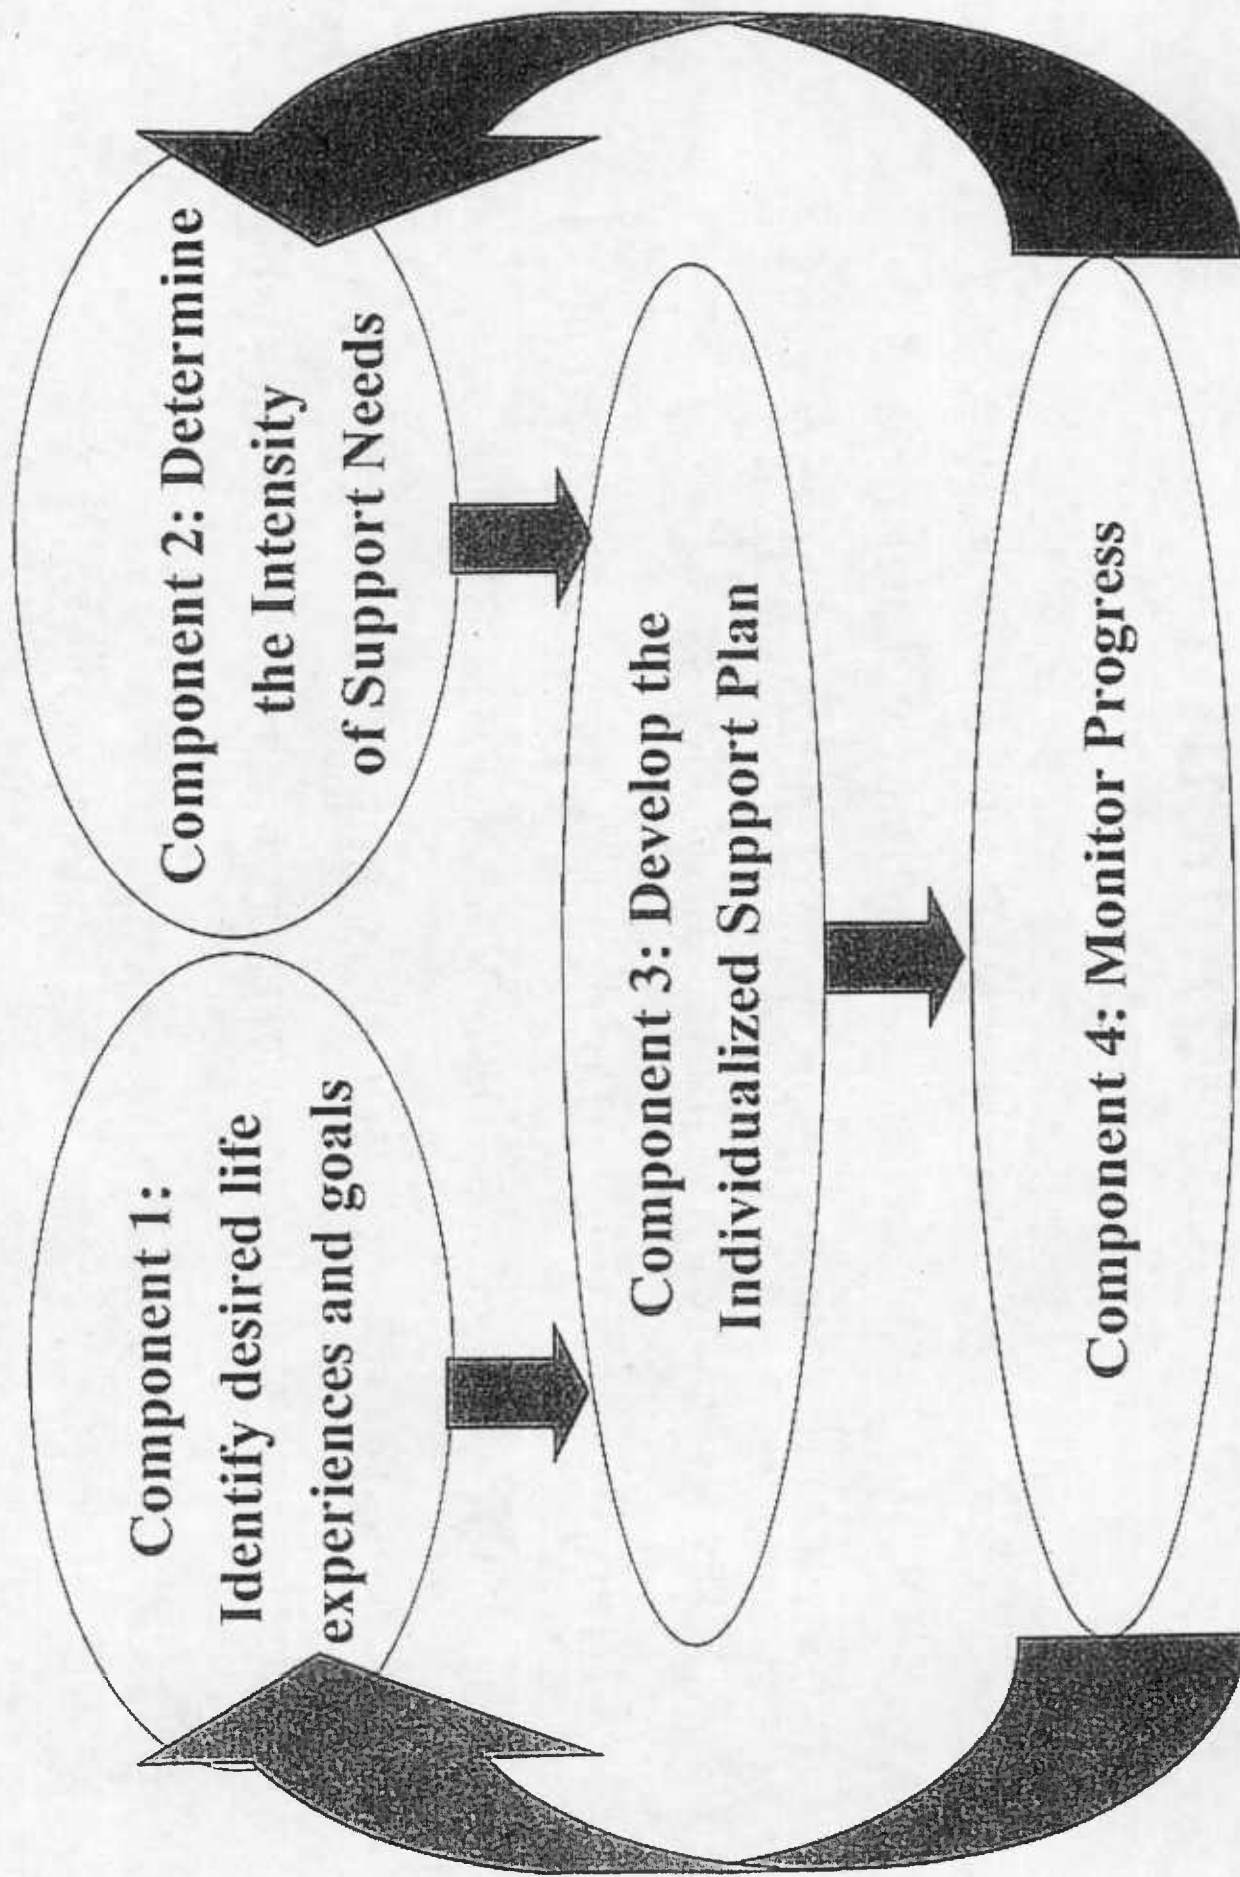 Component 1:
Identify desired life
experiences and goals
Component 2: Determine
the Intensity
of Support Needs
Component 3: Develop the
Individualized Support Plan
Component 4: Monitor Progress